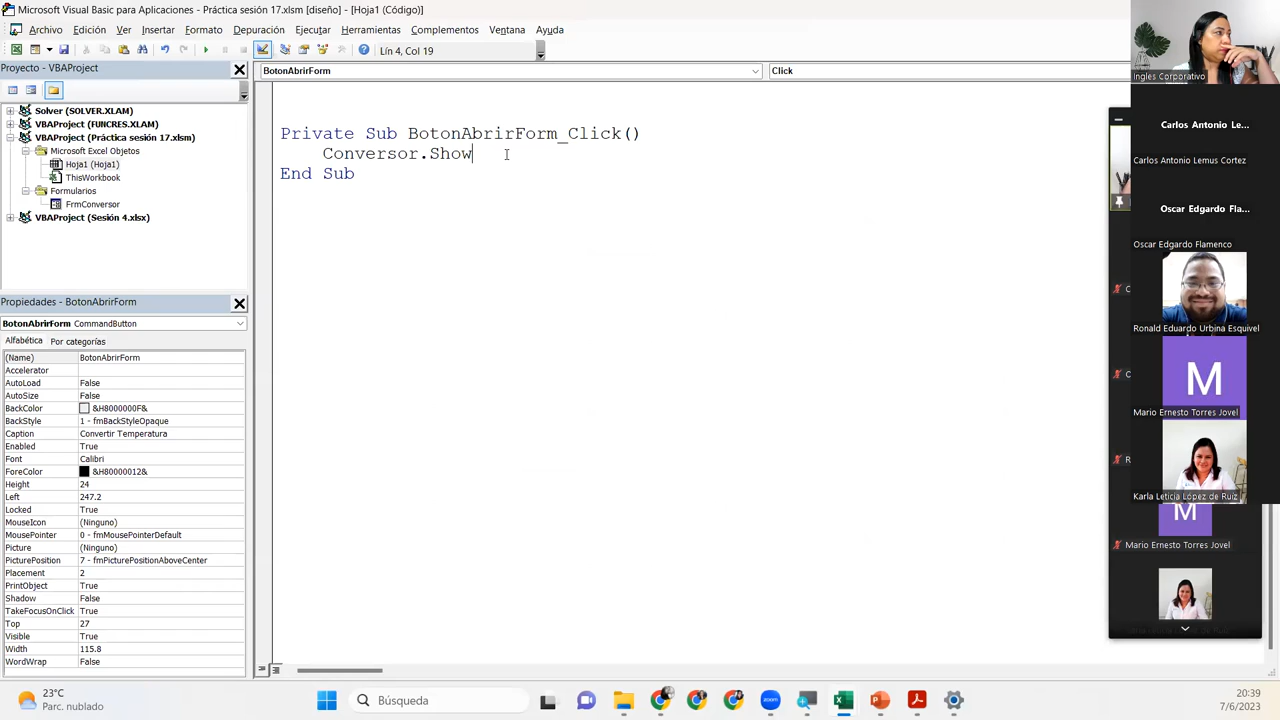 Microsoft Visual Basic para Aplicaciones - Práctica sesión 17.xlsm [diseño] - [Hoja1 (Código)]
Archivo Edición Ver Insertar Formato Depuración Ejecutar Herramientas Complementos Ventana Ayuda
Lín 4, Col 19
Proyecto - VBAProject
BotonAbrirForm
Click
Solver (SOLVER.XLAM)
VBAProject (FUNCRES.XLAM)
VBAProject (Práctica sesión 17.xlsm)
Microsoft Excel Objetos
Hoja1 (Hoja1)
ThisWorkbook
Formularios
FrmConversor
VBAProject (Sesión 4.xlsx)
Private Sub BotonAbrirForm_Click()
Conversor.Show
End Sub
Propiedades - BotonAbrirForm
BotonAbrirForm CommandButton
Alfabética Por categorías
(Name) BotonAbrirForm
Accelerator
AutoLoad False
AutoSize False
BackColor &H8000000F&
BackStyle 1 - fmBackStyleOpaque
Caption Convertir Temperatura
Enabled True
Font Calibri
ForeColor &H80000012&
Height 24
Left 247.2
Locked True
MouseIcon (Ninguno)
MousePointer 0 - fmMousePointerDefault
Picture (Ninguno)
PicturePosition 7 - fmPicturePositionAboveCenter
Placement 2
PrintObject True
Shadow False
TakeFocusOnClick True
Top 27
Visible True
Width 115.8
WordWrap False
Ingles Corporativo
Carlos Antonio Le...
Carlos Antonio Lemus Cortez
Oscar Edgardo Fla...
Oscar Edgardo Flamenco
C
Ronald Eduardo Urbina Esquivel
M
O
Mario Ernesto Torres Jovel
R
Karla Leticia López de Ruiz
M
Mario Ernesto Torres Jovel
23°C
Parc. nublado
Búsqueda
20:39
7/6/2023